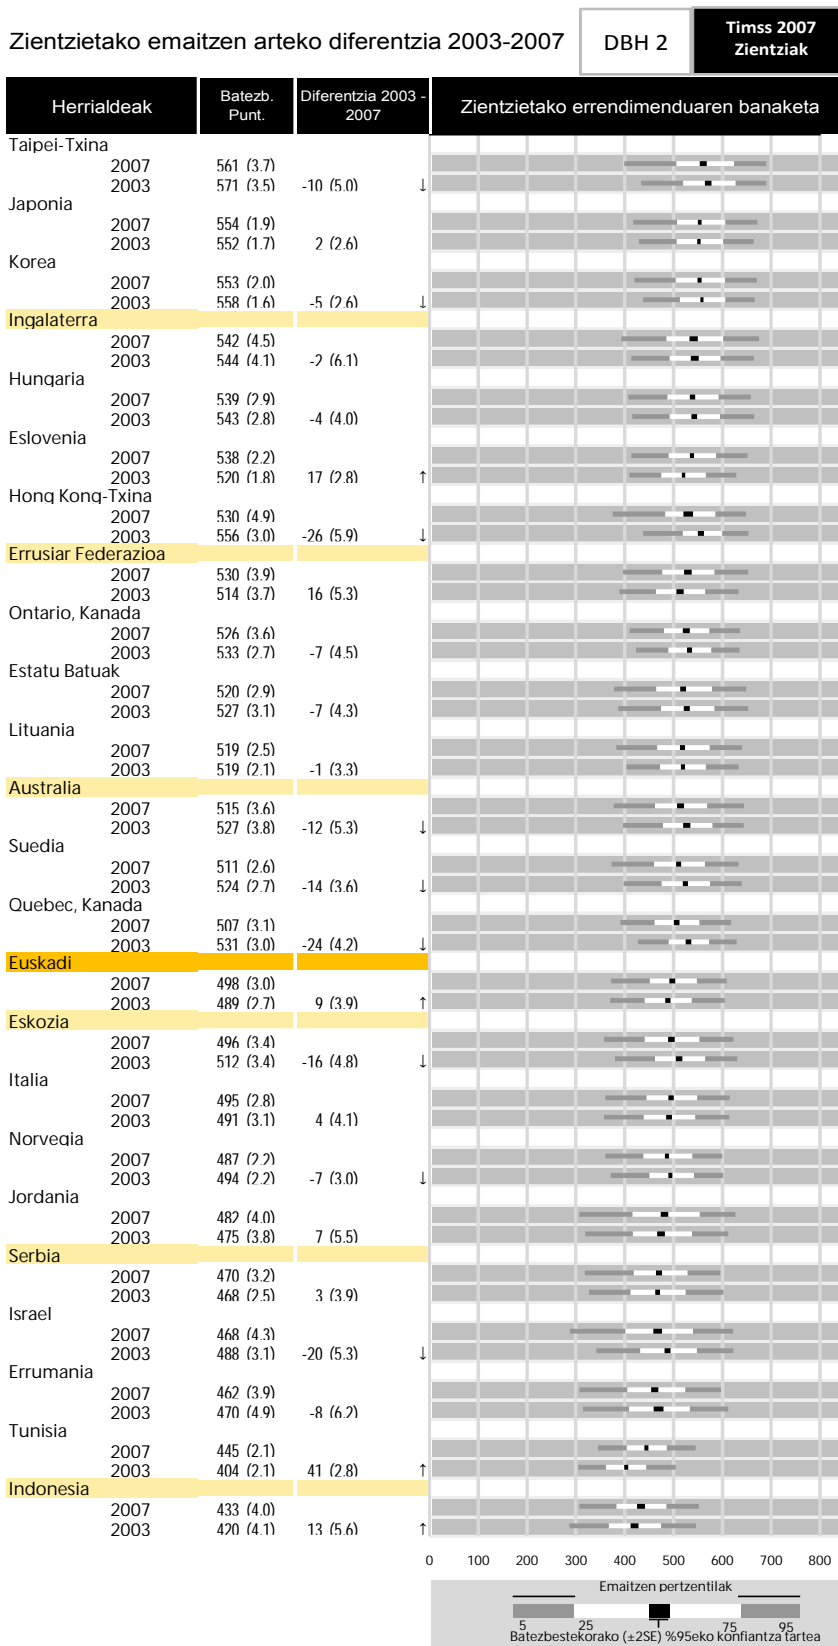 Zientzietako emaitzen arteko diferentzia 2003-2007
DBH 2
Timss 2007
Zientziak
Herrialdeak
Batezb.
Punt.
Diferentzia 2003 -
2007
Zientzietako errendimenduaren banaketa
Taipei-Txina
2007 561 (3.7)
2003 571 (3.5) -10 (5.0) ↓
Japonia
2007 554 (1.9)
2003 552 (1.7) 2 (2.6)
Korea
2007 553 (2.0)
2003 558 (1.6) -5 (2.6) ↓
Ingalaterra
2007 542 (4.5)
2003 544 (4.1) -2 (6.1)
Hungaria
2007 539 (2.9)
2003 543 (2.8) -4 (4.0)
Eslovenia
2007 538 (2.2)
2003 520 (1.8) 17 (2.8) ↑
Hong Kong-Txina
2007 530 (4.9)
2003 556 (3.0) -26 (5.9) ↓
Errusiar Federazioa
2007 530 (3.9)
2003 514 (3.7) 16 (5.3)
Ontario, Kanada
2007 526 (3.6)
2003 533 (2.7) -7 (4.5)
Estatu Batuak
2007 520 (2.9)
2003 527 (3.1) -7 (4.3)
Lituania
2007 519 (2.5)
2003 519 (2.1) -1 (3.3)
Australia
2007 515 (3.6)
2003 527 (3.8) -12 (5.3) ↓
Suedia
2007 511 (2.6)
2003 524 (2.7) -14 (3.6) ↓
Quebec, Kanada
2007 507 (3.1)
2003 531 (3.0) -24 (4.2) ↓
Euskadi
2007 498 (3.0)
2003 489 (2.7) 9 (3.9) ↑
Eskozia
2007 496 (3.4)
2003 512 (3.4) -16 (4.8) ↓
Italia
2007 495 (2.8)
2003 491 (3.1) 4 (4.1)
Norvegia
2007 487 (2.2)
2003 494 (2.2) -7 (3.0) ↓
Jordania
2007 482 (4.0)
2003 475 (3.8) 7 (5.5)
Serbia
2007 470 (3.2)
2003 468 (2.5) 3 (3.9)
Israel
2007 468 (4.3)
2003 488 (3.1) -20 (5.3) ↓
Errumania
2007 462 (3.9)
2003 470 (4.9) -8 (6.2)
Tunisia
2007 445 (2.1)
2003 404 (2.1) 41 (2.8) ↑
Indonesia
2007 433 (4.0)
2003 420 (4.1) 13 (5.6) ↑
0 100 200 300 400 500 600 700 800
Emaitzen pertzentilak
5 25 75 95
Batezbestekorako (±2SE) %95eko konfiantza tartea